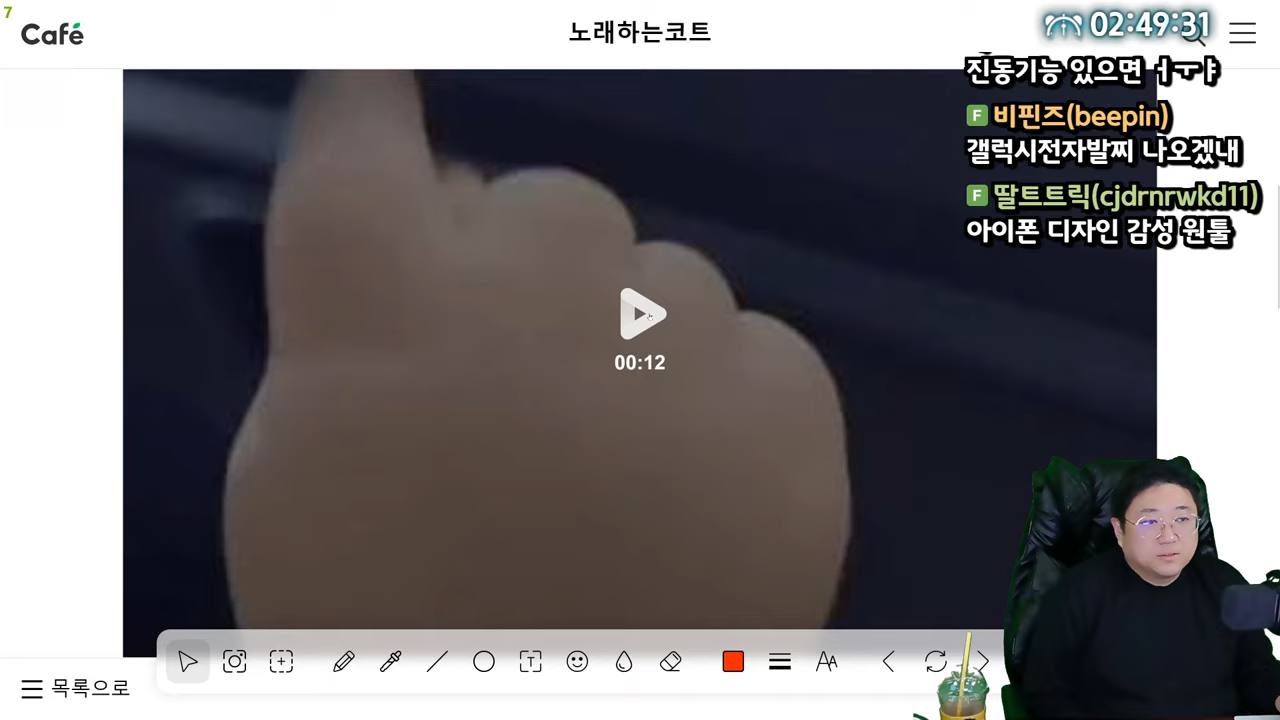 7
Café
노래하는코트
02:49:31
진동기능 있으면 ㅓㅜㅑ
F 비핀즈(beepin)
갤럭시전자발찌 나오겠내
F 딸트트릭(cjdrnrwkd11)
아이폰 디자인 감성 원툴
00:12
T
AA
목록으로